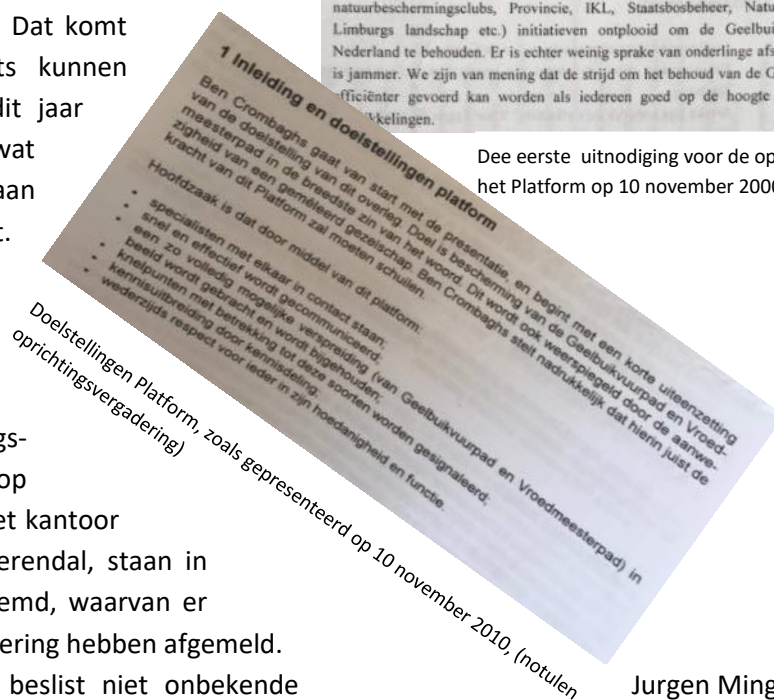 Dat komt
ts kunnen
dit jaar
wat
aan
t.
gs-
op
et kantoor
erendal, staan in
emd, waarvan er
ering hebben afgemeld.
beslist niet onbekende
natuurbeschermingsclubs, Provincie, IKL, Staatsbosbeheer, Natu
Limburgs landschap etc.) initiatieven ontplooid om de Geelbui
Nederland te behouden. Er is echter weinig sprake van onderlinge afs
is jammer. We zijn van mening dat de strijd om het behoud van de G
fficiënter gevoerd kan worden als iedereen goed op de hoogte
kkelingen.
Dee eerste uitnodiging voor de op
het Platform op 10 november 200
1 Inleiding en doelstellingen platform
Ben Crombaghs gaat van start met de presentatie, en begint met een korte uiteenzetting
van de doelstelling van dit overleg. Doel is bescherming van de Geelbuikvuurpad en Vroed-
meesterpad in de breedste zin van het woord. Dit wordt ook weerspiegeld door de aanwe-
zigheid van een gemêleerd gezelschap. Ben Crombaghs stelt nadrukkelijk dat hierin juist de
kracht van dit Platform zal moeten schuilen.
Hoofdzaak is dat door middel van dit platform:
• specialisten met elkaar in contact staan;
• snel en effectief wordt gecommuniceerd;
• een zo volledig mogelijke verspreiding (van Geelbuikvuurpad en Vroedmeesterpad) in
beeld wordt gebracht en wordt bijgehouden;
• knelpunten met betrekking tot deze soorten worden gesignaleerd;
• kennisuitbreiding door kennisdeling;
• wederzijds respect voor ieder in zijn hoedanigheid en functie.
Doelstellingen Platform, zoals gepresenteerd op 10 november 2010, (notulen
oprichtingsvergadering)
Jurgen Ming